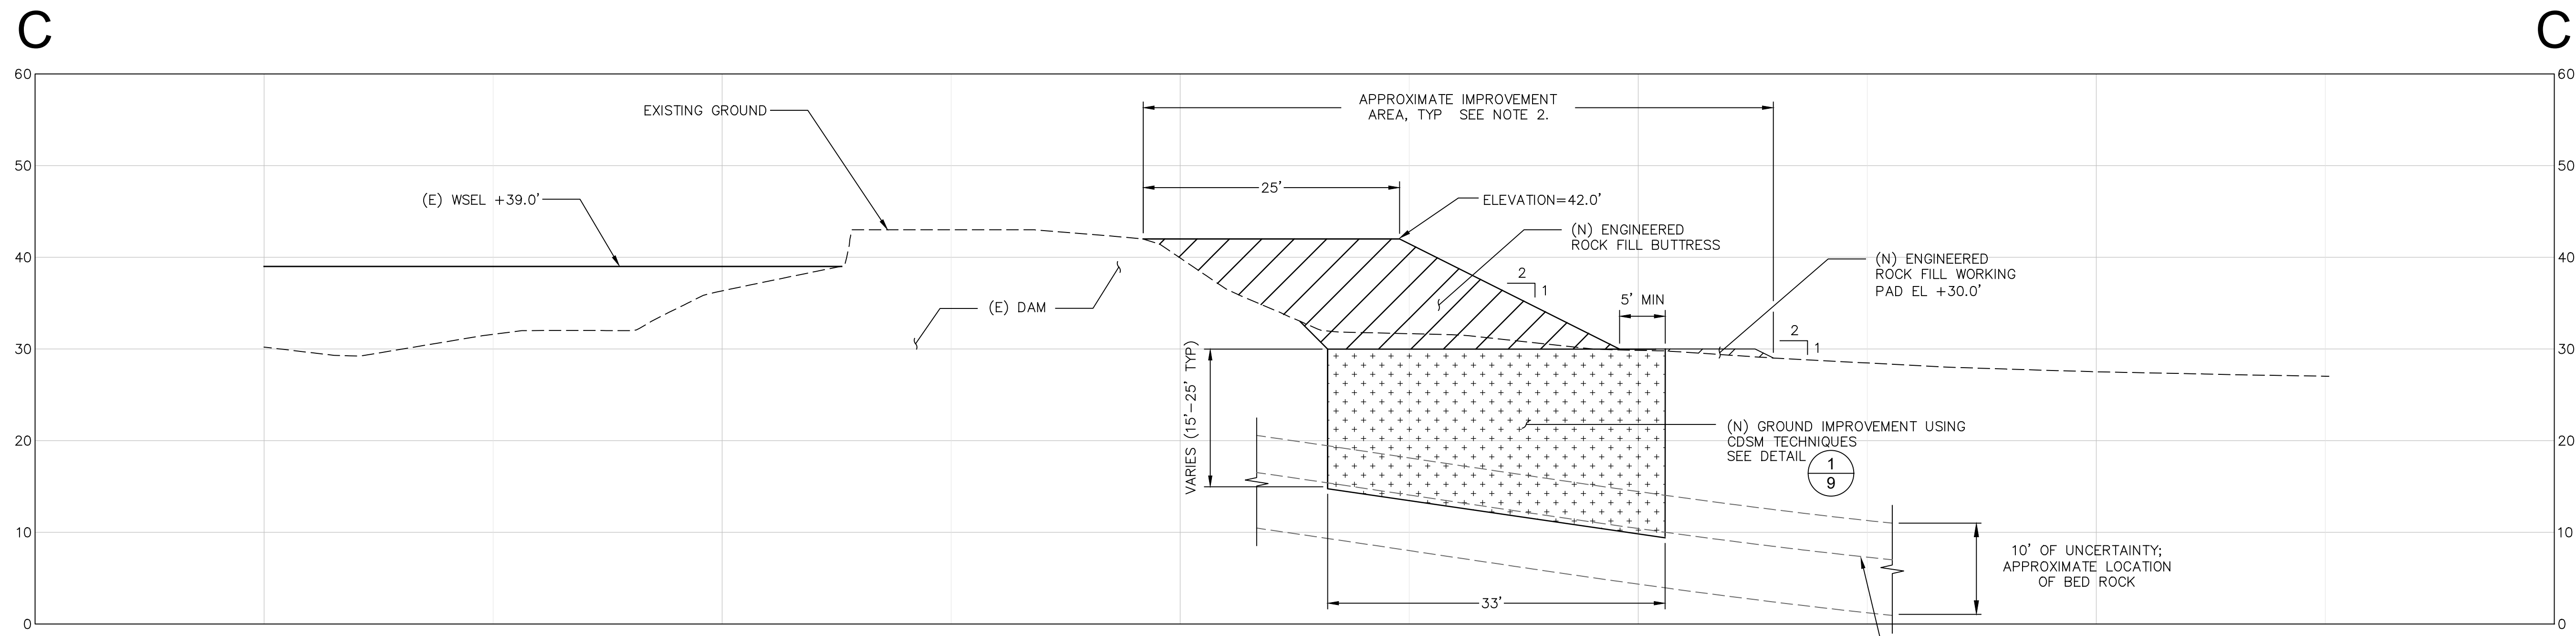 C
C
60
60
EXISTING GROUND
APPROXIMATE IMPROVEMENT
AREA, TYP SEE NOTE 2.
50
50
25'
(E) WSEL +39.0'
ELEVATION=42.0'
(N) ENGINEERED
ROCK FILL BUTTRESS
40
40
(N) ENGINEERED
ROCK FILL WORKING
PAD EL +30.0'
2
1
5' MIN
(E) DAM
2
1
30
30
VARIES (15'-25' TYP)
(N) GROUND IMPROVEMENT USING
CDSM TECHNIQUES
SEE DETAIL
1
9
20
20
10
10
10' OF UNCERTAINTY;
APPROXIMATE LOCATION
OF BED ROCK
33'
0
0